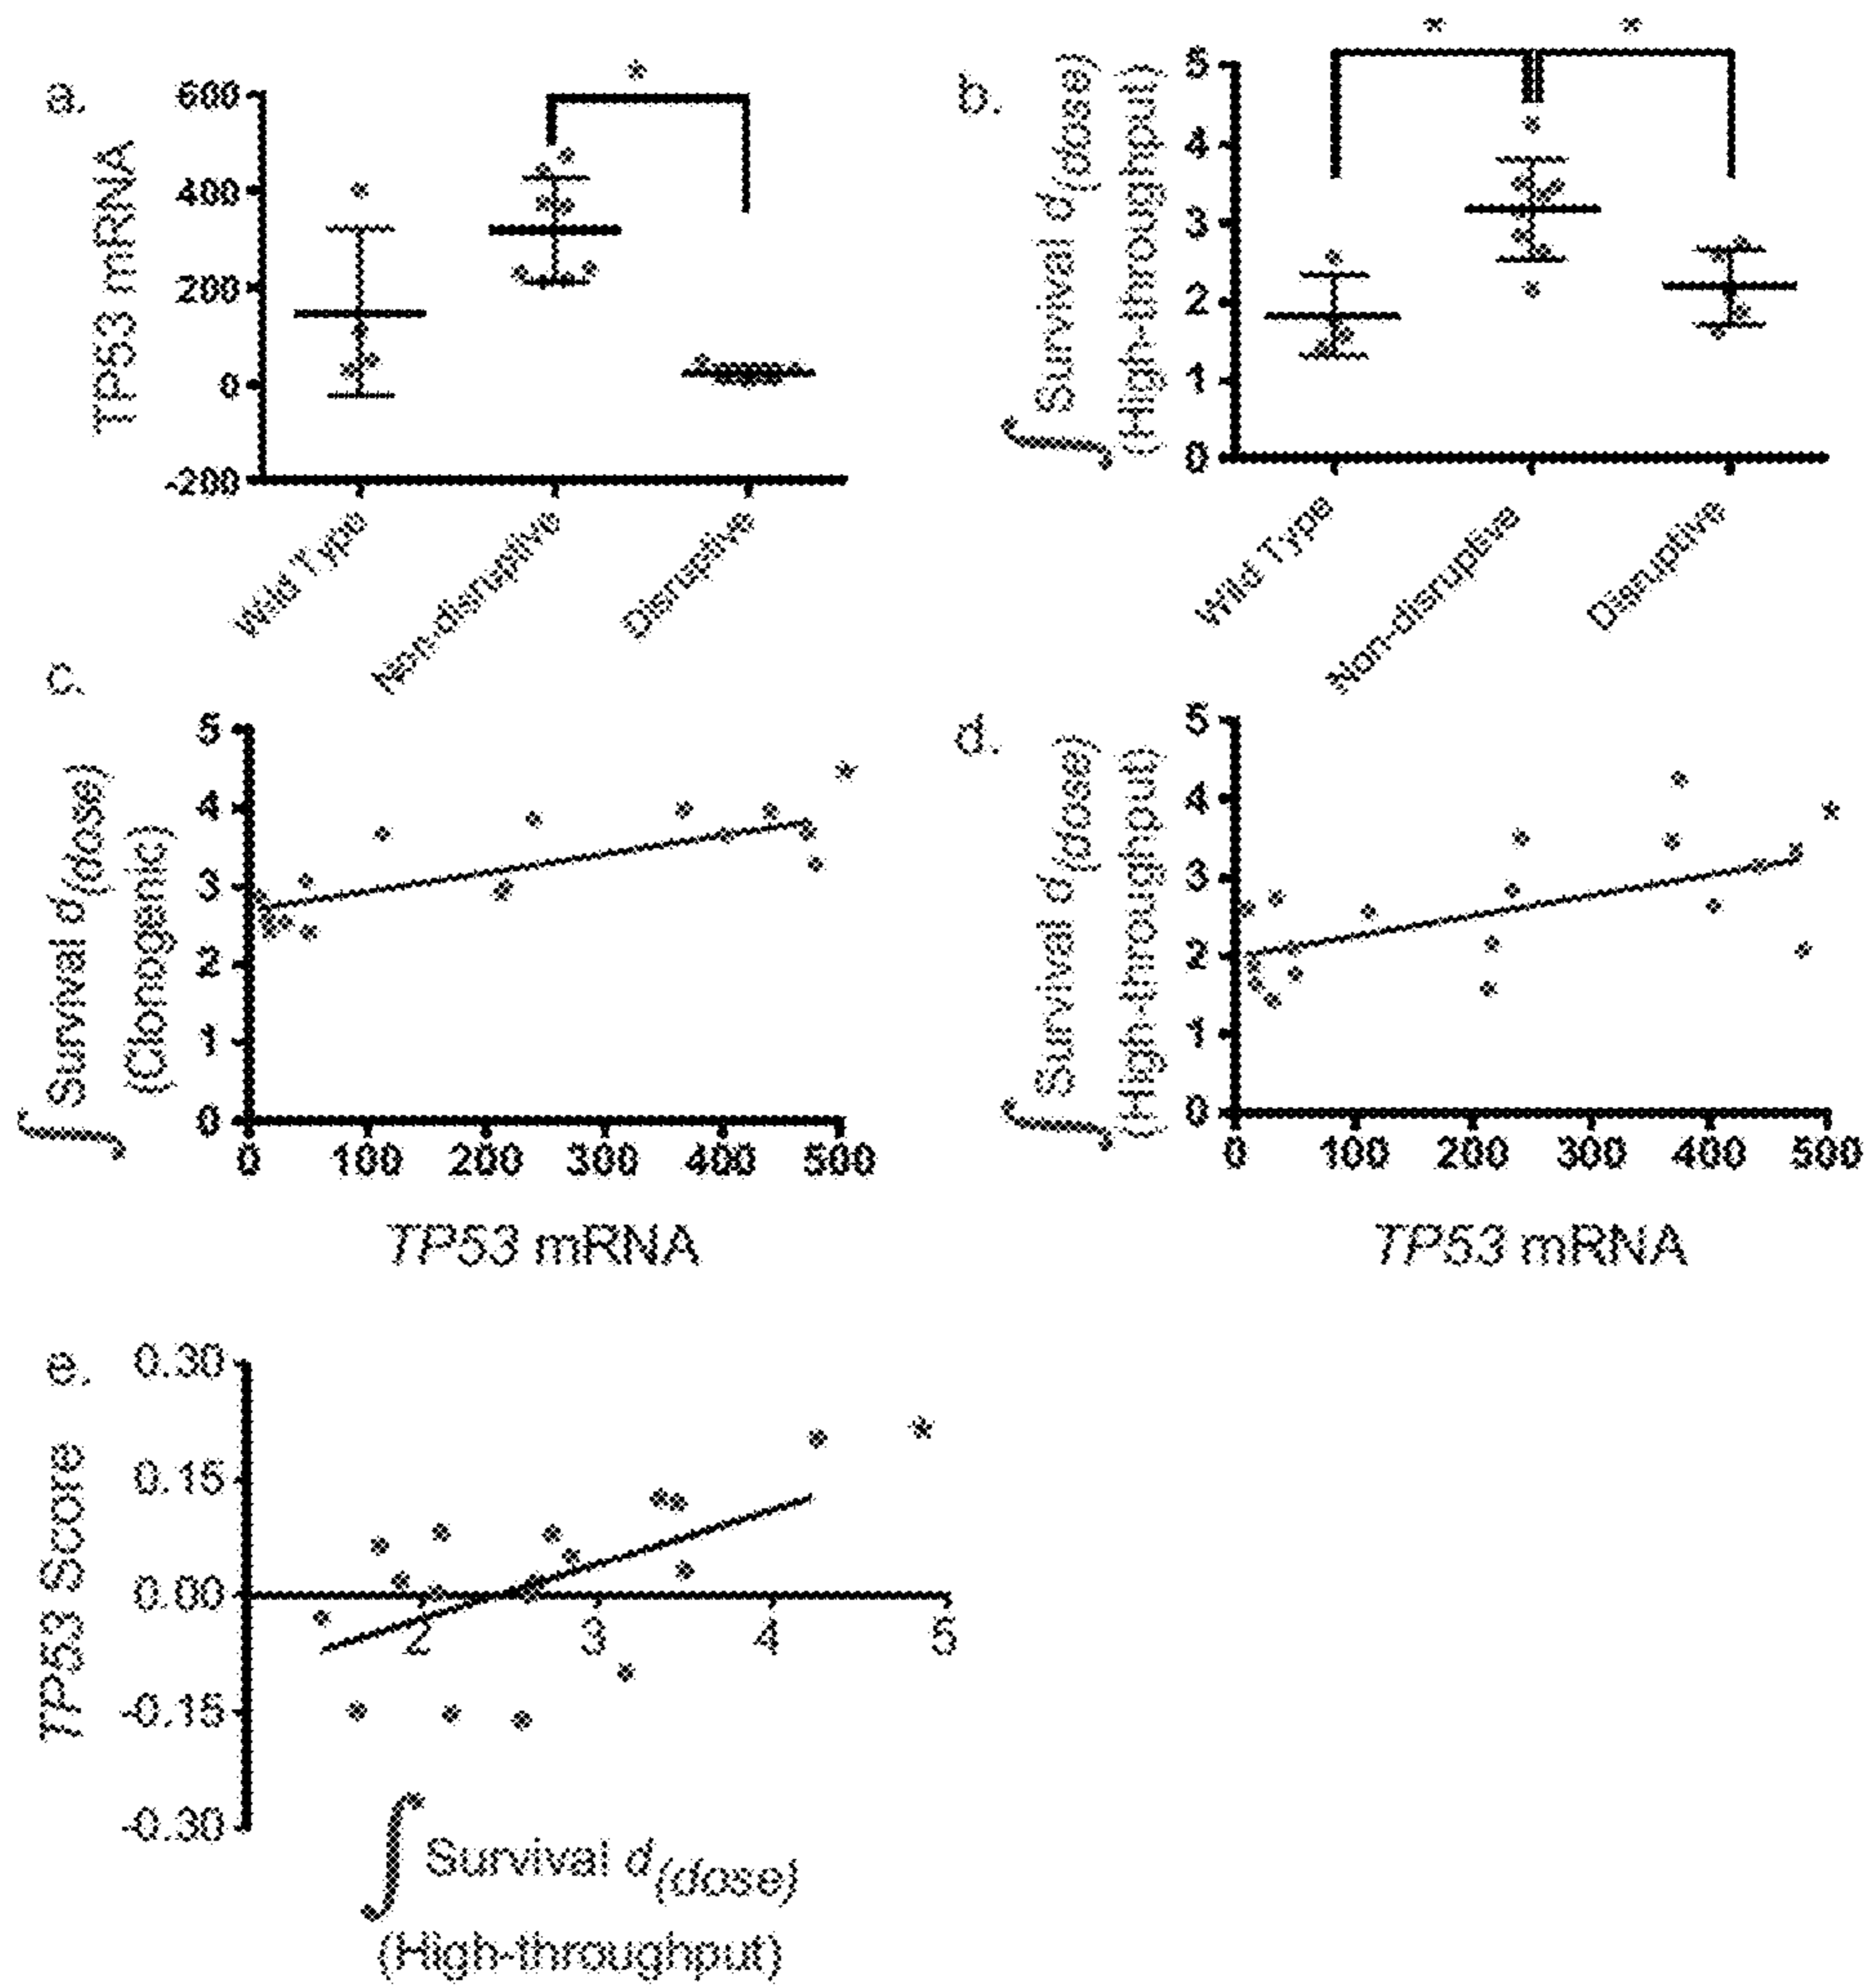 a.
TP53 mRNA
600
400
200
0
-200
Wild Type
Non-disruptive
Disruptive
*
b.
∫ Survival d(dose)
(High-throughput)
5
4
3
2
1
0
Wild Type
Non-disruptive
Disruptive
* *
c.
∫ Survival d(dose)
(Clonogenic)
5
4
3
2
1
0
0 100 200 300 400 500
TP53 mRNA
*
d.
∫ Survival d(dose)
(High-throughput)
5
4
3
2
1
0
0 100 200 300 400 500
TP53 mRNA
*
e.
TP53 Score
0.30
0.15
0.00
-0.15
-0.30
2 3 4 5
*
∫ Survival d(dose)
(High-throughput)